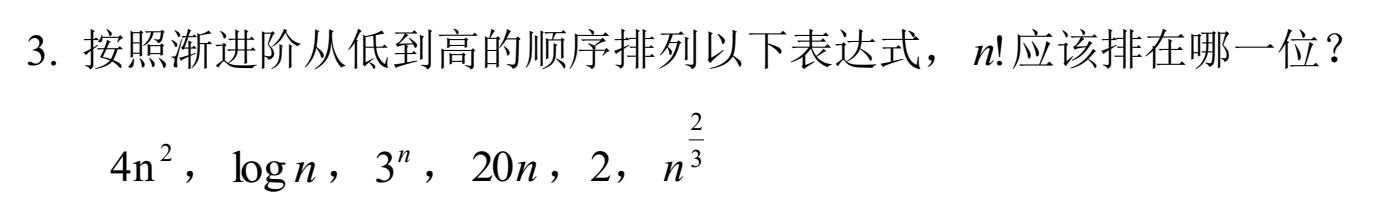 3. 按照渐进阶从低到高的顺序排列以下表达式，n!应该排在哪一位？
4n²，log n，3ⁿ，20n，2，n^{2/3}